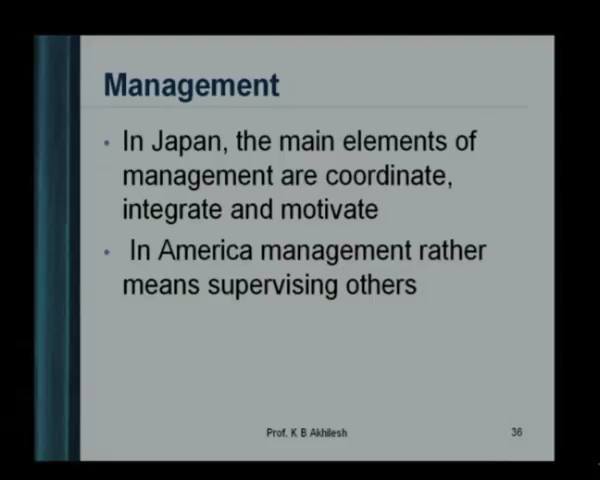 Management
• In Japan, the main elements of
management are coordinate,
integrate and motivate
• In America management rather
means supervising others
Prof. K B Akhilesh
36